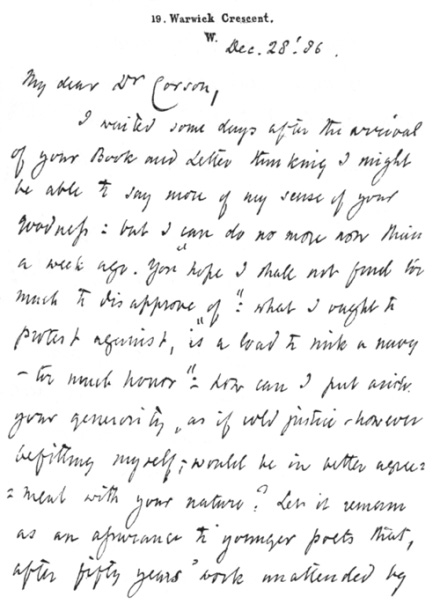 19. Warwick Crescent.
W.
Dec. 28. '86.
My dear Dr Corson,
I waited some days after the arrival
of your Book and Letter thinking I might
be able to say more of my sense of your
goodness: but I can do no more now than
a week ago. You "hope I shall not find too
much to disapprove of": what I ought to
protest against, is "a load to sink a navy
— too much honor": how can I put aside
your generosity, as if cold justice — however
befitting myself — would be in better agree-
=ment with your nature? Let it remain
as an assurance to younger poets that,
after fifty years' work unattended by